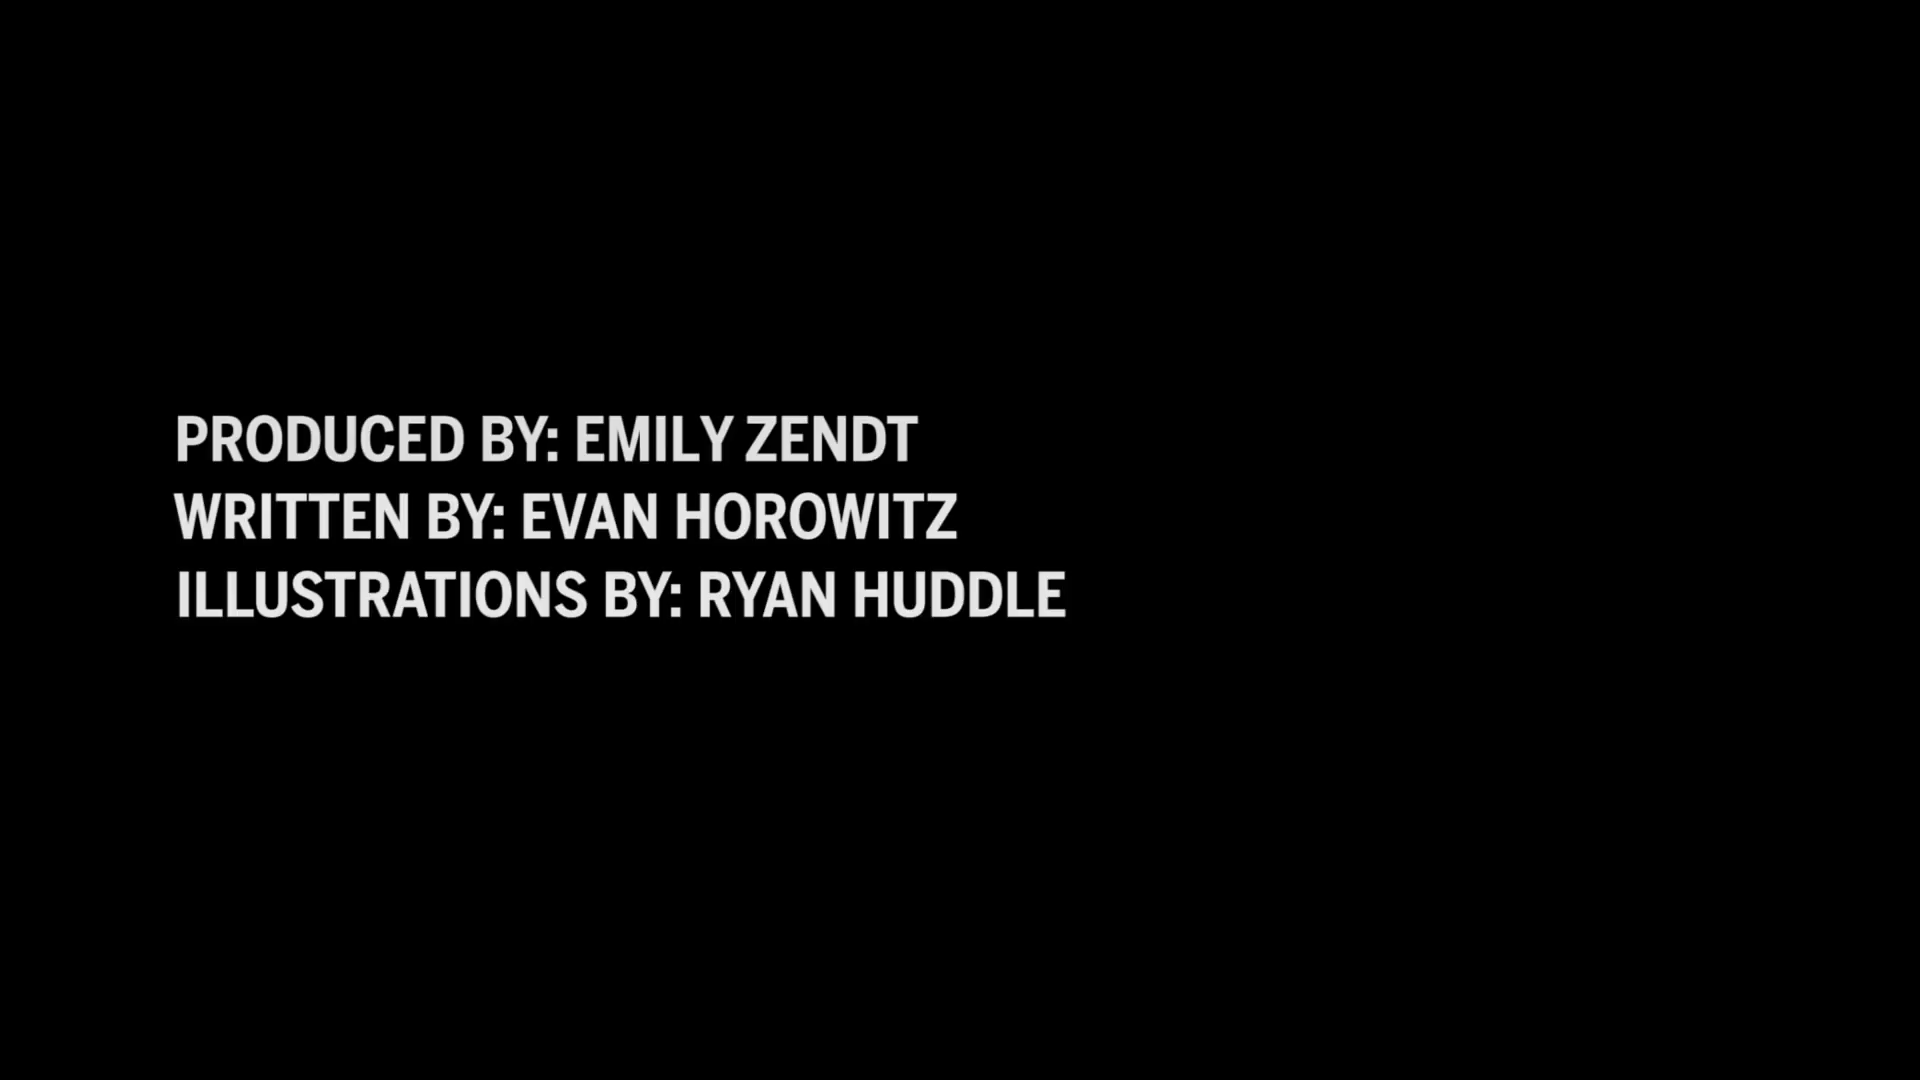 PRODUCED BY: EMILY ZENDT
WRITTEN BY: EVAN HOROWITZ
ILLUSTRATIONS BY: RYAN HUDDLE